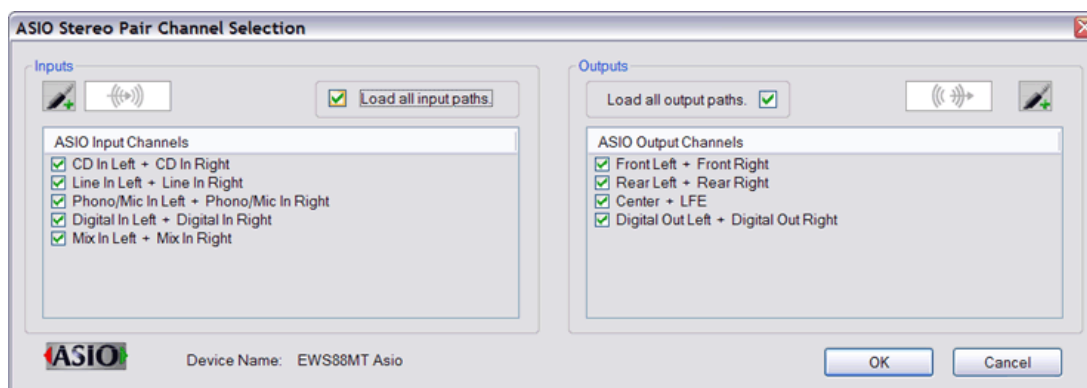 ASIO Stereo Pair Channel Selection
Inputs
Load all input paths.
ASIO Input Channels
CD In Left + CD In Right
Line In Left + Line In Right
Phono/Mic In Left + Phono/Mic In Right
Digital In Left + Digital In Right
Mix In Left + Mix In Right
Outputs
Load all output paths.
ASIO Output Channels
Front Left + Front Right
Rear Left + Rear Right
Center + LFE
Digital Out Left + Digital Out Right
ASIO
Device Name: EWS88MT Asio
OK
Cancel